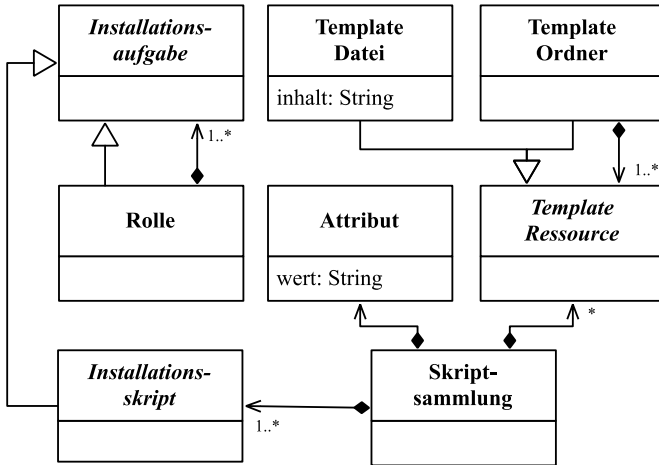 Installations-
aufgabe
Template
Datei
inhalt: String
Template
Ordner
1..*
1..*
Rolle
Attribut
wert: String
Template
Ressource
*
Installations-
skript
1..*
Skript-
sammlung